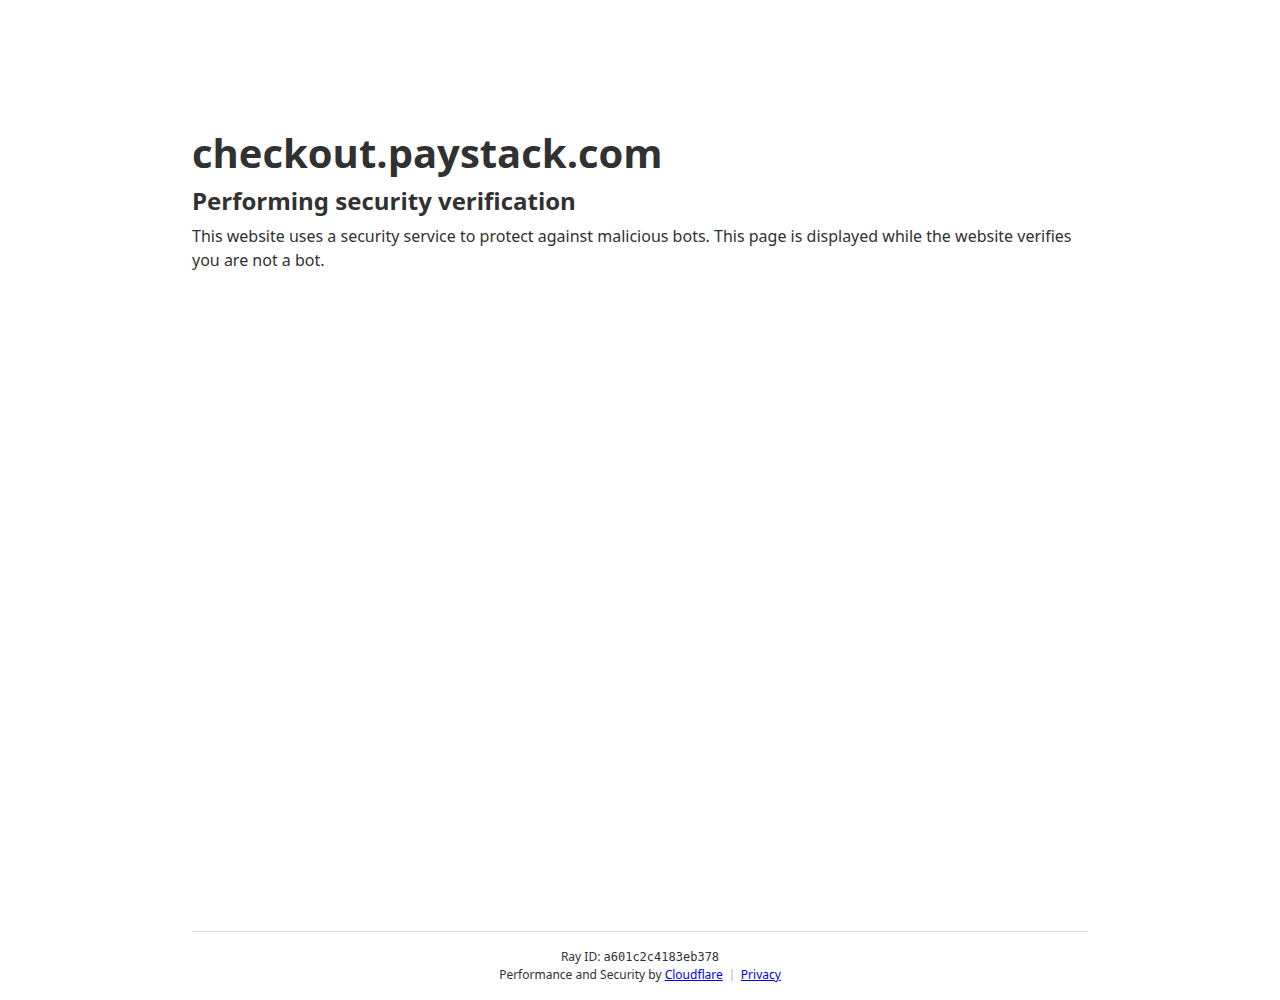 checkout.paystack.com
Performing security verification
This website uses a security service to protect against malicious bots. This page is displayed while the website verifies
you are not a bot.
Ray ID: a601c2c4183eb378
Performance and Security by Cloudflare | Privacy